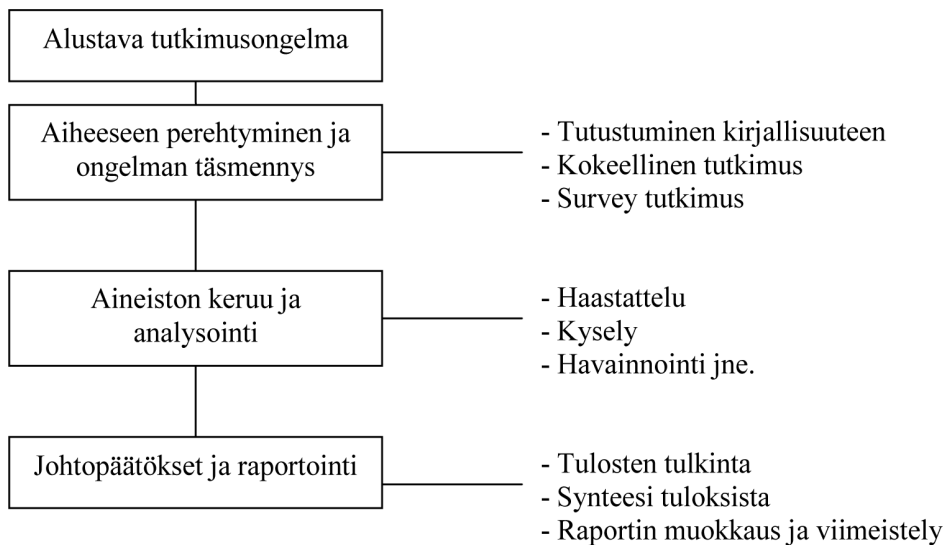 Alustava tutkimusongelma
Aiheeseen perehtyminen ja
ongelman täsmennys
- Tutustuminen kirjallisuuteen
- Kokeellinen tutkimus
- Survey tutkimus
Aineiston keruu ja
analysointi
- Haastattelu
- Kysely
- Havainnointi jne.
Johtopäätökset ja raportointi
- Tulosten tulkinta
- Synteesi tuloksista
- Raportin muokkaus ja viimeistely